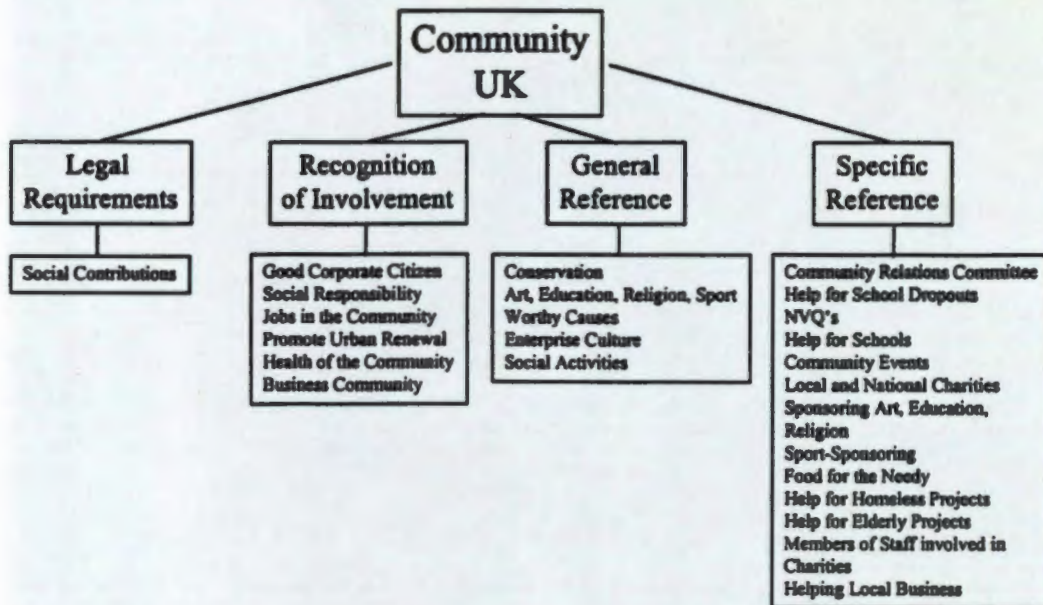 Community
UK
Legal
Requirements
Recognition
of Involvement
General
Reference
Specific
Reference
Social Contributions
Good Corporate Citizen
Social Responsibility
Jobs in the Community
Promote Urban Renewal
Health of the Community
Business Community
Conservation
Art, Education, Religion, Sport
Worthy Causes
Enterprise Culture
Social Activities
Community Relations Committee
Help for School Dropouts
NVQ's
Help for Schools
Community Events
Local and National Charities
Sponsoring Art, Education,
Religion
Sport-Sponsoring
Food for the Needy
Help for Homeless Projects
Help for Elderly Projects
Members of Staff involved in
Charities
Helping Local Business